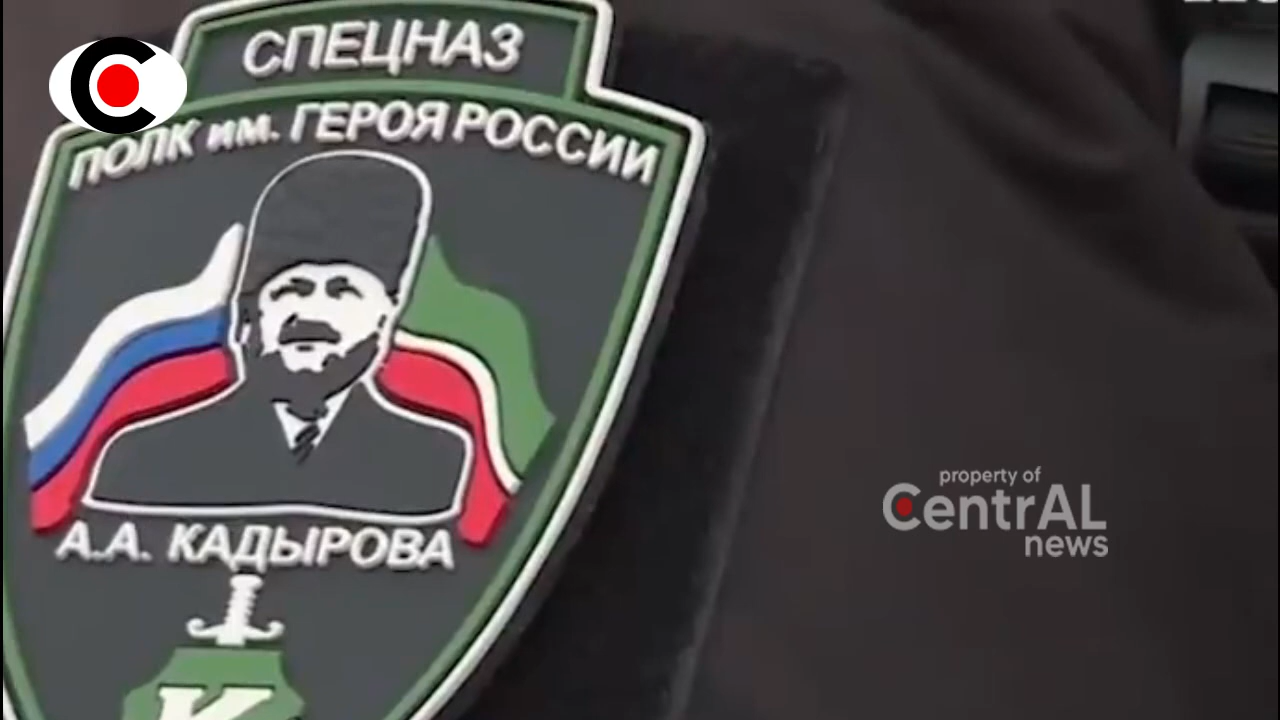 СПЕЦНАЗ
ПОЛК им. ГЕРОЯ РОССИИ
А.А. КАДЫРОВА
К
property of
CentrAL
news